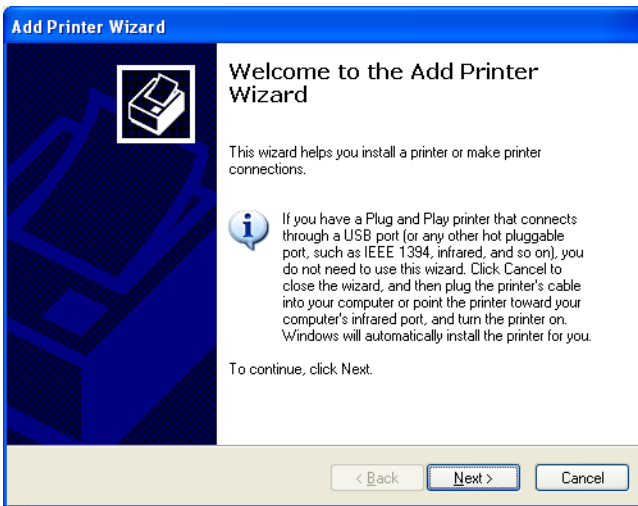 Add Printer Wizard
Welcome to the Add Printer
Wizard
This wizard helps you install a printer or make printer
connections.
If you have a Plug and Play printer that connects
through a USB port (or any other hot pluggable
port, such as IEEE 1394, infrared, and so on), you
do not need to use this wizard. Click Cancel to
close the wizard, and then plug the printer's cable
into your computer or point the printer toward your
computer's infrared port, and turn the printer on.
Windows will automatically install the printer for you.
To continue, click Next.
< Back Next > Cancel